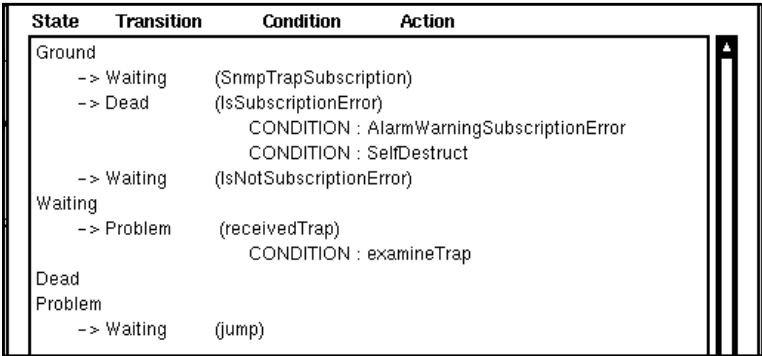 State Transition Condition Action
Ground
-> Waiting (SnmpTrapSubscription)
-> Dead (IsSubscriptionError)
CONDITION : AlarmWarningSubscriptionError
CONDITION : SelfDestruct
-> Waiting (IsNotSubscriptionError)
Waiting
-> Problem (receivedTrap)
CONDITION : examineTrap
Dead
Problem
-> Waiting (jump)